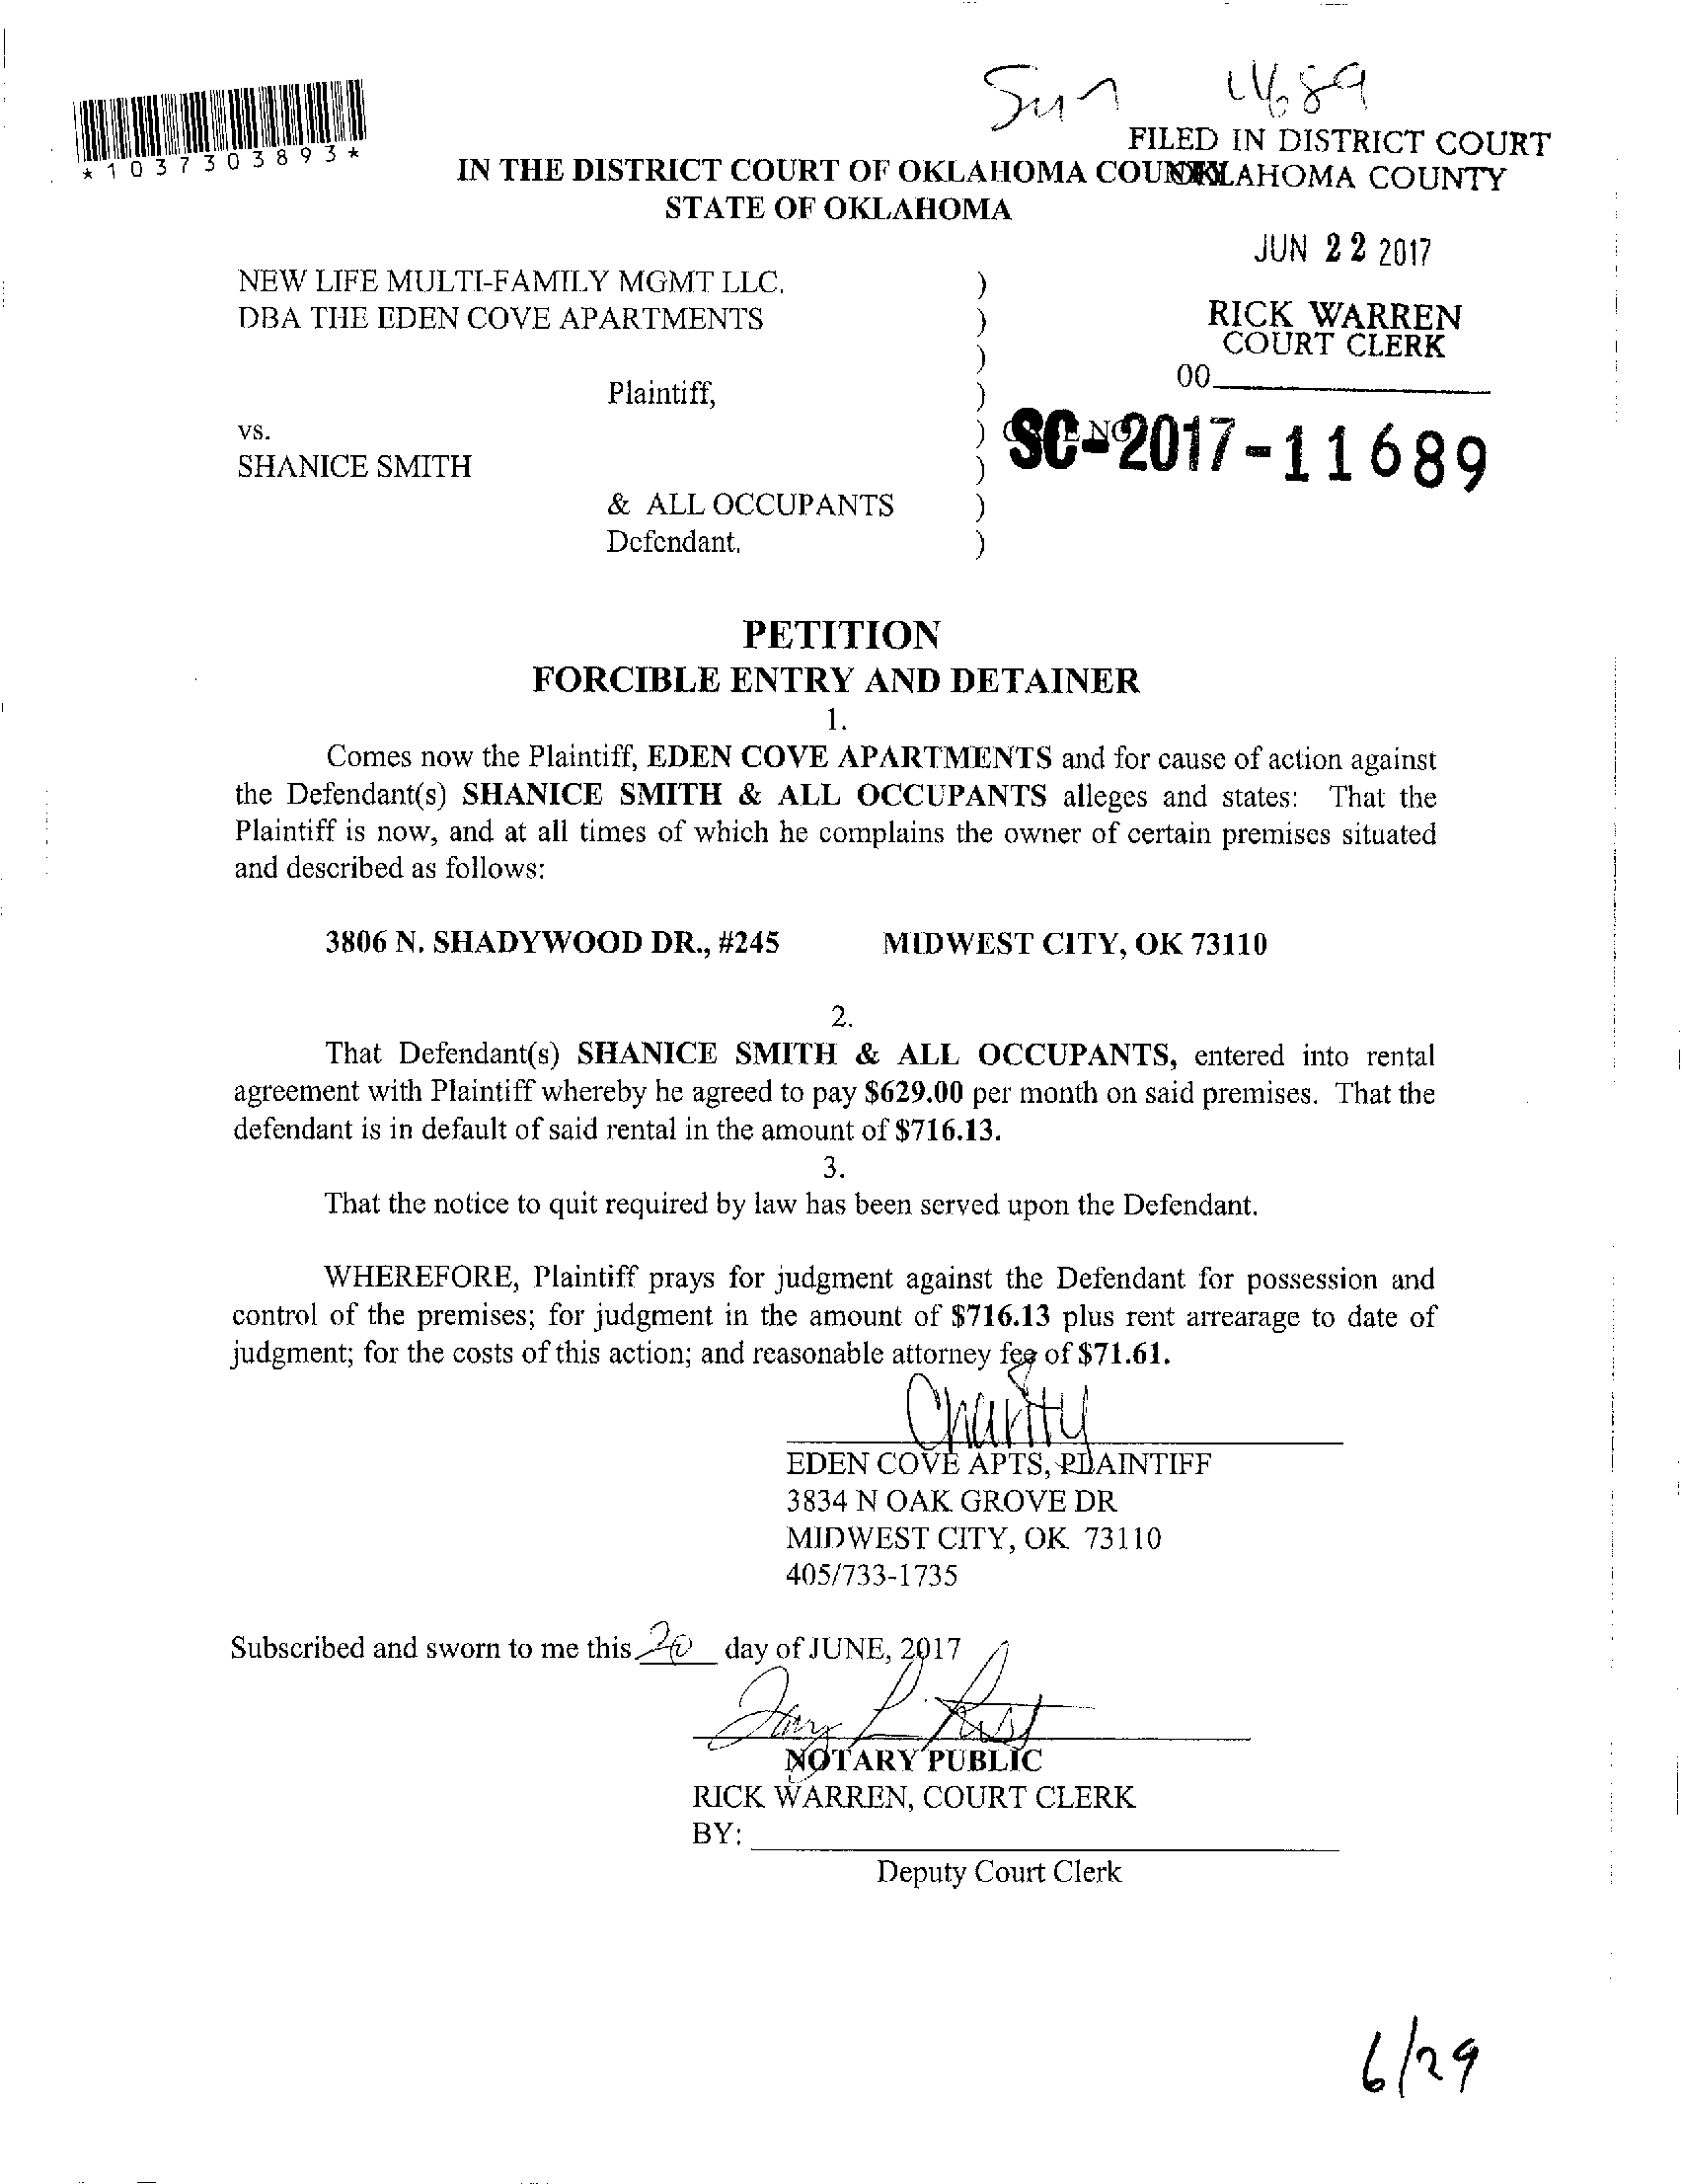 Sun 11689
*1037303893*
FILED IN DISTRICT COURT
OKLAHOMA COUNTY
IN THE DISTRICT COURT OF OKLAHOMA COUNTY
STATE OF OKLAHOMA
JUN 22 2017
NEW LIFE MULTI-FAMILY MGMT LLC. )
DBA THE EDEN COVE APARTMENTS )
RICK WARREN
COURT CLERK
)
00
Plaintiff, )
vs. )
SC-2017-11689
SHANICE SMITH )
& ALL OCCUPANTS )
Defendant. )
PETITION
FORCIBLE ENTRY AND DETAINER
1.
Comes now the Plaintiff, EDEN COVE APARTMENTS and for cause of action against
the Defendant(s) SHANICE SMITH & ALL OCCUPANTS alleges and states: That the
Plaintiff is now, and at all times of which he complains the owner of certain premises situated
and described as follows:
3806 N. SHADYWOOD DR., #245 MIDWEST CITY, OK 73110
2.
That Defendant(s) SHANICE SMITH & ALL OCCUPANTS, entered into rental
agreement with Plaintiff whereby he agreed to pay $629.00 per month on said premises. That the
defendant is in default of said rental in the amount of $716.13.
3.
That the notice to quit required by law has been served upon the Defendant.
WHEREFORE, Plaintiff prays for judgment against the Defendant for possession and
control of the premises; for judgment in the amount of $716.13 plus rent arrearage to date of
judgment; for the costs of this action; and reasonable attorney fee of $71.61.
Charity
EDEN COVE APTS, PLAINTIFF
3834 N OAK GROVE DR
MIDWEST CITY, OK 73110
405/733-1735
Subscribed and sworn to me this 20 day of JUNE, 2017
NOTARY PUBLIC
RICK WARREN, COURT CLERK
BY:
Deputy Court Clerk
6/29